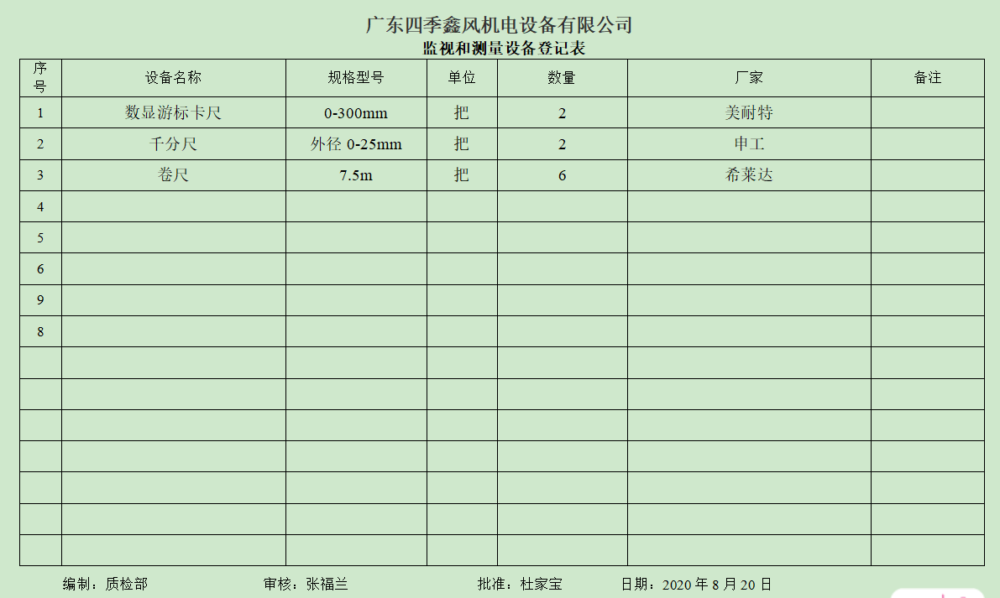 广东四季鑫风机电设备有限公司
监视和测量设备登记表
序号 设备名称 规格型号 单位 数量 厂家 备注
1 数显游标卡尺 0-300mm 把 2 美耐特
2 千分尺 外径 0-25mm 把 2 申工
3 卷尺 7.5m 把 6 希莱达
4
5
6
9
8
编制：质检部 审核：张福兰 批准：杜家宝 日期：2020 年 8 月 20 日